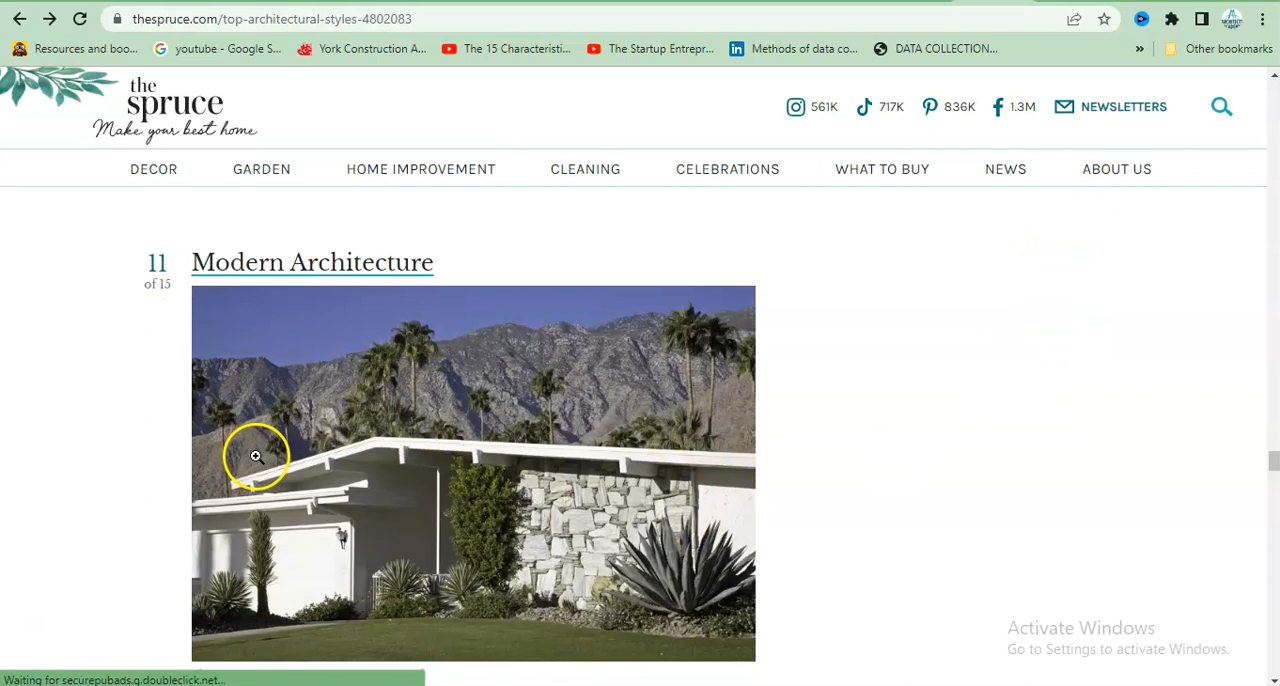 thespruce.com/top-architectural-styles-4802083
Resources and boo... youtube - Google S... York Construction A... The 15 Characteristi... The Startup Entrepr... Methods of data co... DATA COLLECTION... » Other bookmarks
the
spruce
Make your best home
561K 717K 836K 1.3M NEWSLETTERS
DECOR GARDEN HOME IMPROVEMENT CLEANING CELEBRATIONS WHAT TO BUY NEWS ABOUT US
11 Modern Architecture
of 15
Activate Windows
Go to Settings to activate Windows.
Waiting for securepubads.g.doubleclick.net...